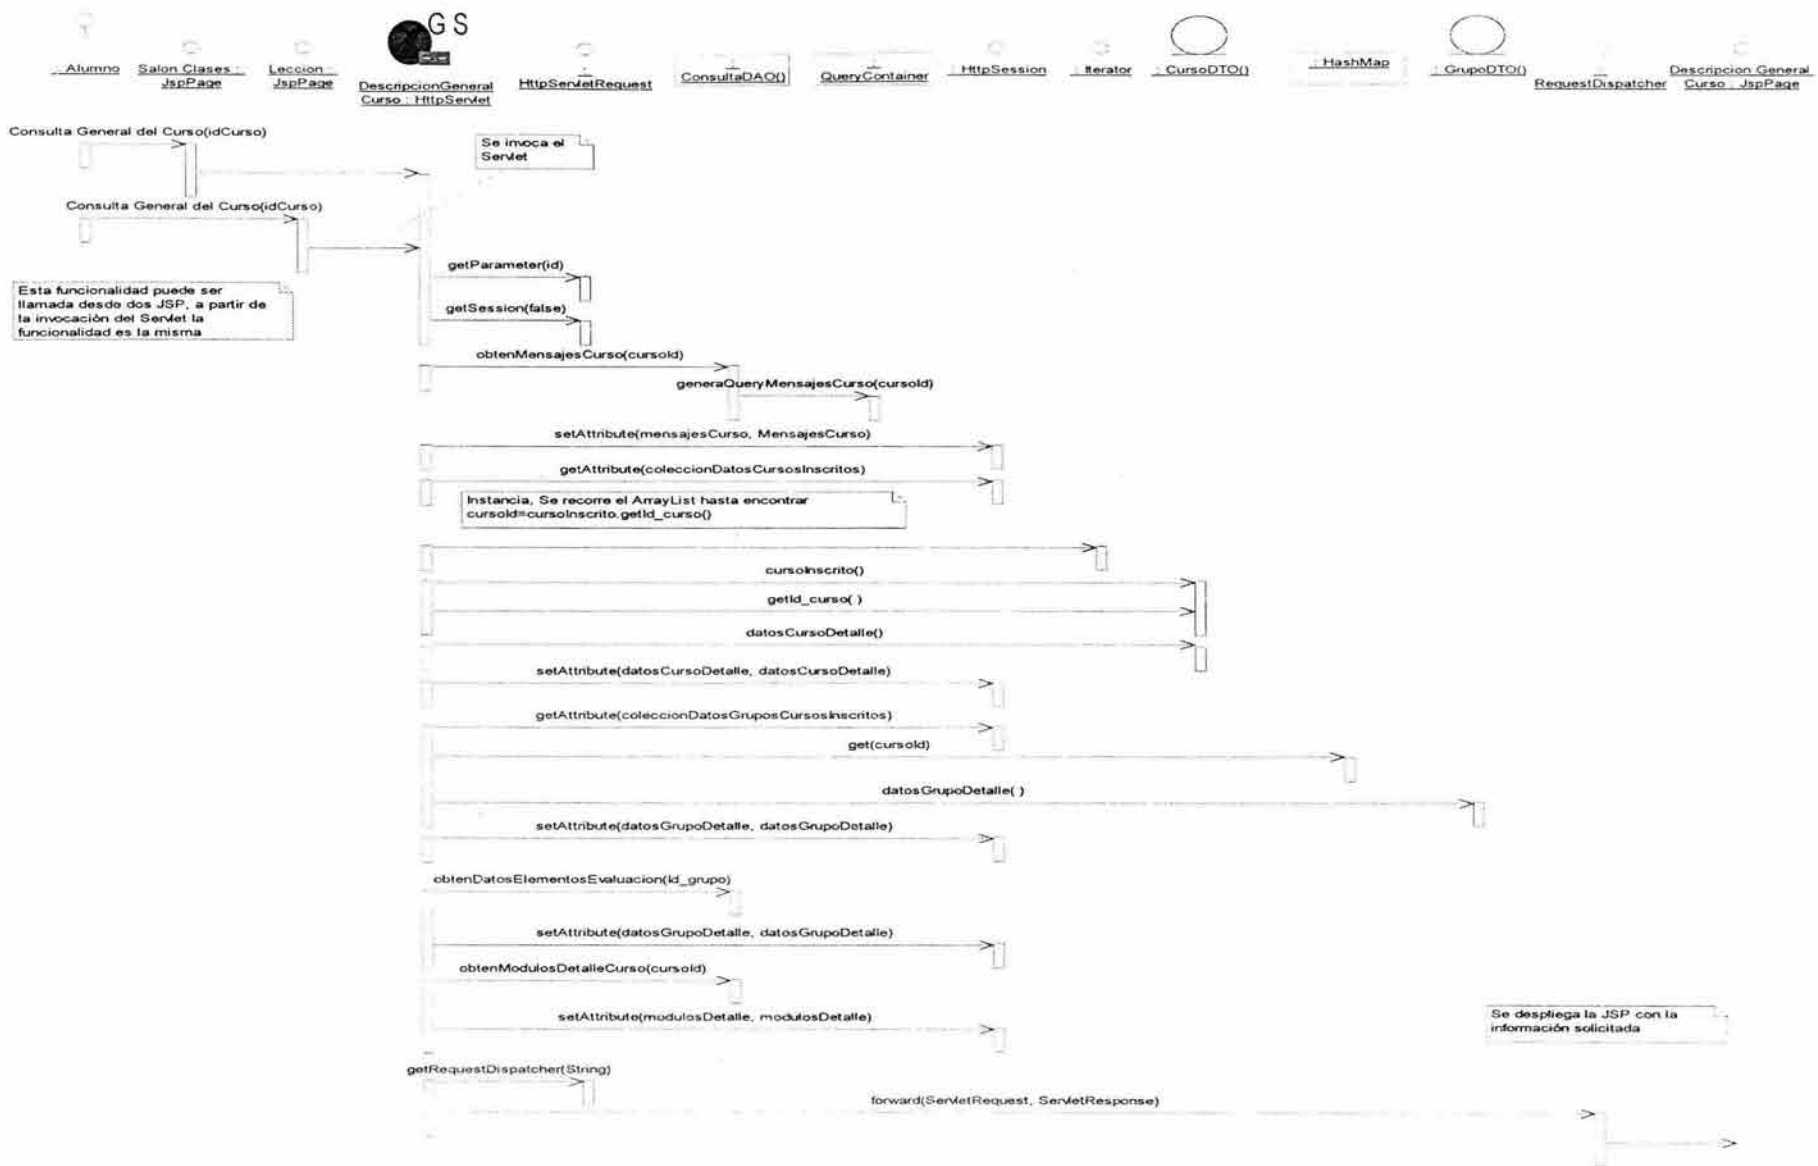 G S
: Alumno
Salon Clases :
JspPage
Leccion :
JspPage
DescripcionGeneral
Curso : HttpServlet
HttpServletRequest
ConsultaDAO()
QueryContainer
: HttpSession
: Iterator
: CursoDTO()
: HashMap
: GrupoDTO()
RequestDispatcher
Descripcion General
Curso : JspPage
Consulta General del Curso(idCurso)
Se invoca el
Servlet
Consulta General del Curso(idCurso)
getParameter(id)
Esta funcionalidad puede ser
llamada desde dos JSP, a partir de
la invocación del Servlet la
funcionalidad es la misma
getSession(false)
obtenMensajesCurso(cursoId)
generaQueryMensajesCurso(cursoId)
setAttribute(mensajesCurso, MensajesCurso)
getAttribute(coleccionDatosCursosInscritos)
Instancia, Se recorre el ArrayList hasta encontrar
cursoId=cursoInscrito.getId_curso()
cursoInscrito()
getId_curso( )
datosCursoDetalle()
setAttribute(datosCursoDetalle, datosCursoDetalle)
getAttribute(coleccionDatosGruposCursosInscritos)
get(cursoId)
datosGrupoDetalle( )
setAttribute(datosGrupoDetalle, datosGrupoDetalle)
obtenDatosElementosEvaluacion(Id_grupo)
setAttribute(datosGrupoDetalle, datosGrupoDetalle)
obtenModulosDetalleCurso(cursoId)
setAttribute(modulosDetalle, modulosDetalle)
Se despliega la JSP con la
información solicitada
getRequestDispatcher(String)
forward(ServletRequest, ServletResponse)